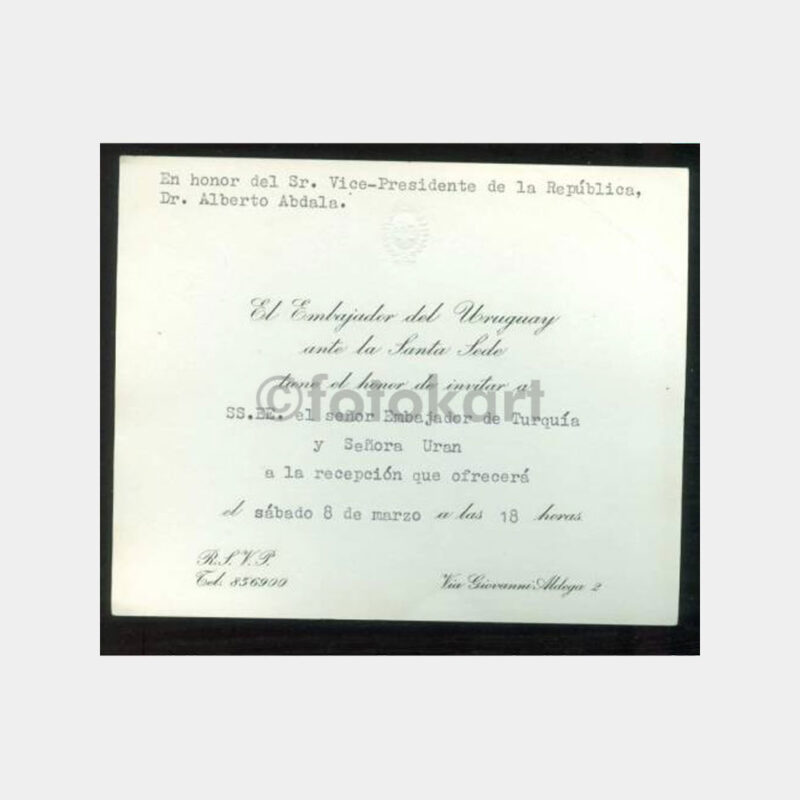 En honor del Sr. Vice-Presidente de la República,
Dr. Alberto Abdala.
El Embajador del Uruguay
ante la Santa Sede
tiene el honor de invitar a
©fotokart
SS.EE. el señor Embajador de Turquía
y Señora Uran
a la recepción que ofrecerá
el sábado 8 de marzo a las 18 horas
R.S.V.P.
Tel. 856900
Via Giovanni Aldega 2